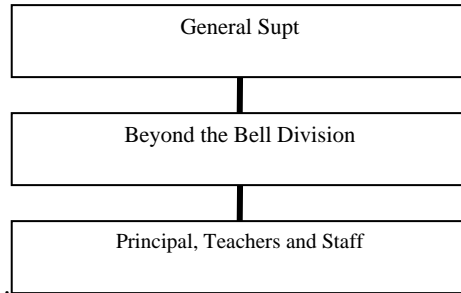 General Supt
Beyond the Bell Division
Principal, Teachers and Staff
.